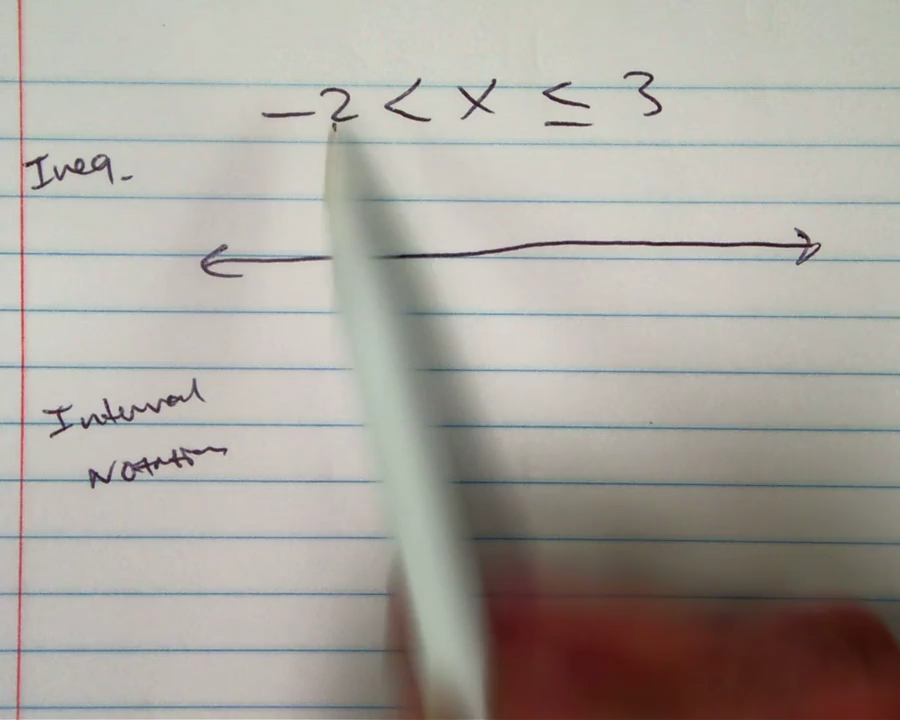 -2 < x ≤ 3
Ineq.
Interval
Notation